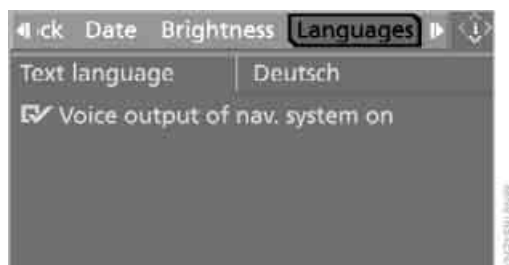 ck Date Brightness Languages
Text language Deutsch
Voice output of nav. system on